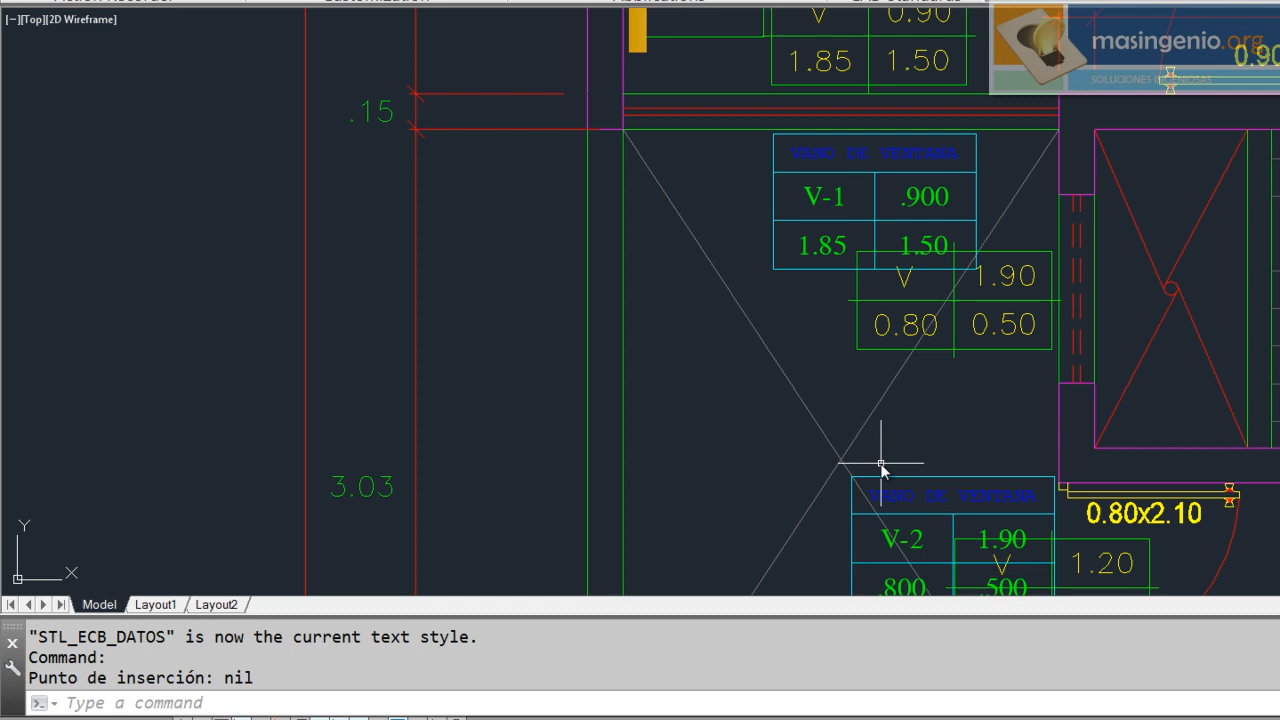 [−][Top][2D Wireframe]
V 0.90
1.85 1.50
masingenio.org
SOLUCIONES INGENIOSAS
0.90
.15
VANO DE VENTANA
V-1 .900
1.85 1.50
V 1.90
0.80 0.50
3.03
VANO DE VENTANA
V-2 1.90
.800 .500
V 1.20
0.80x2.10
Y
X
Model Layout1 Layout2
"STL_ECB_DATOS" is now the current text style.
Command:
Punto de inserción: nil
Type a command